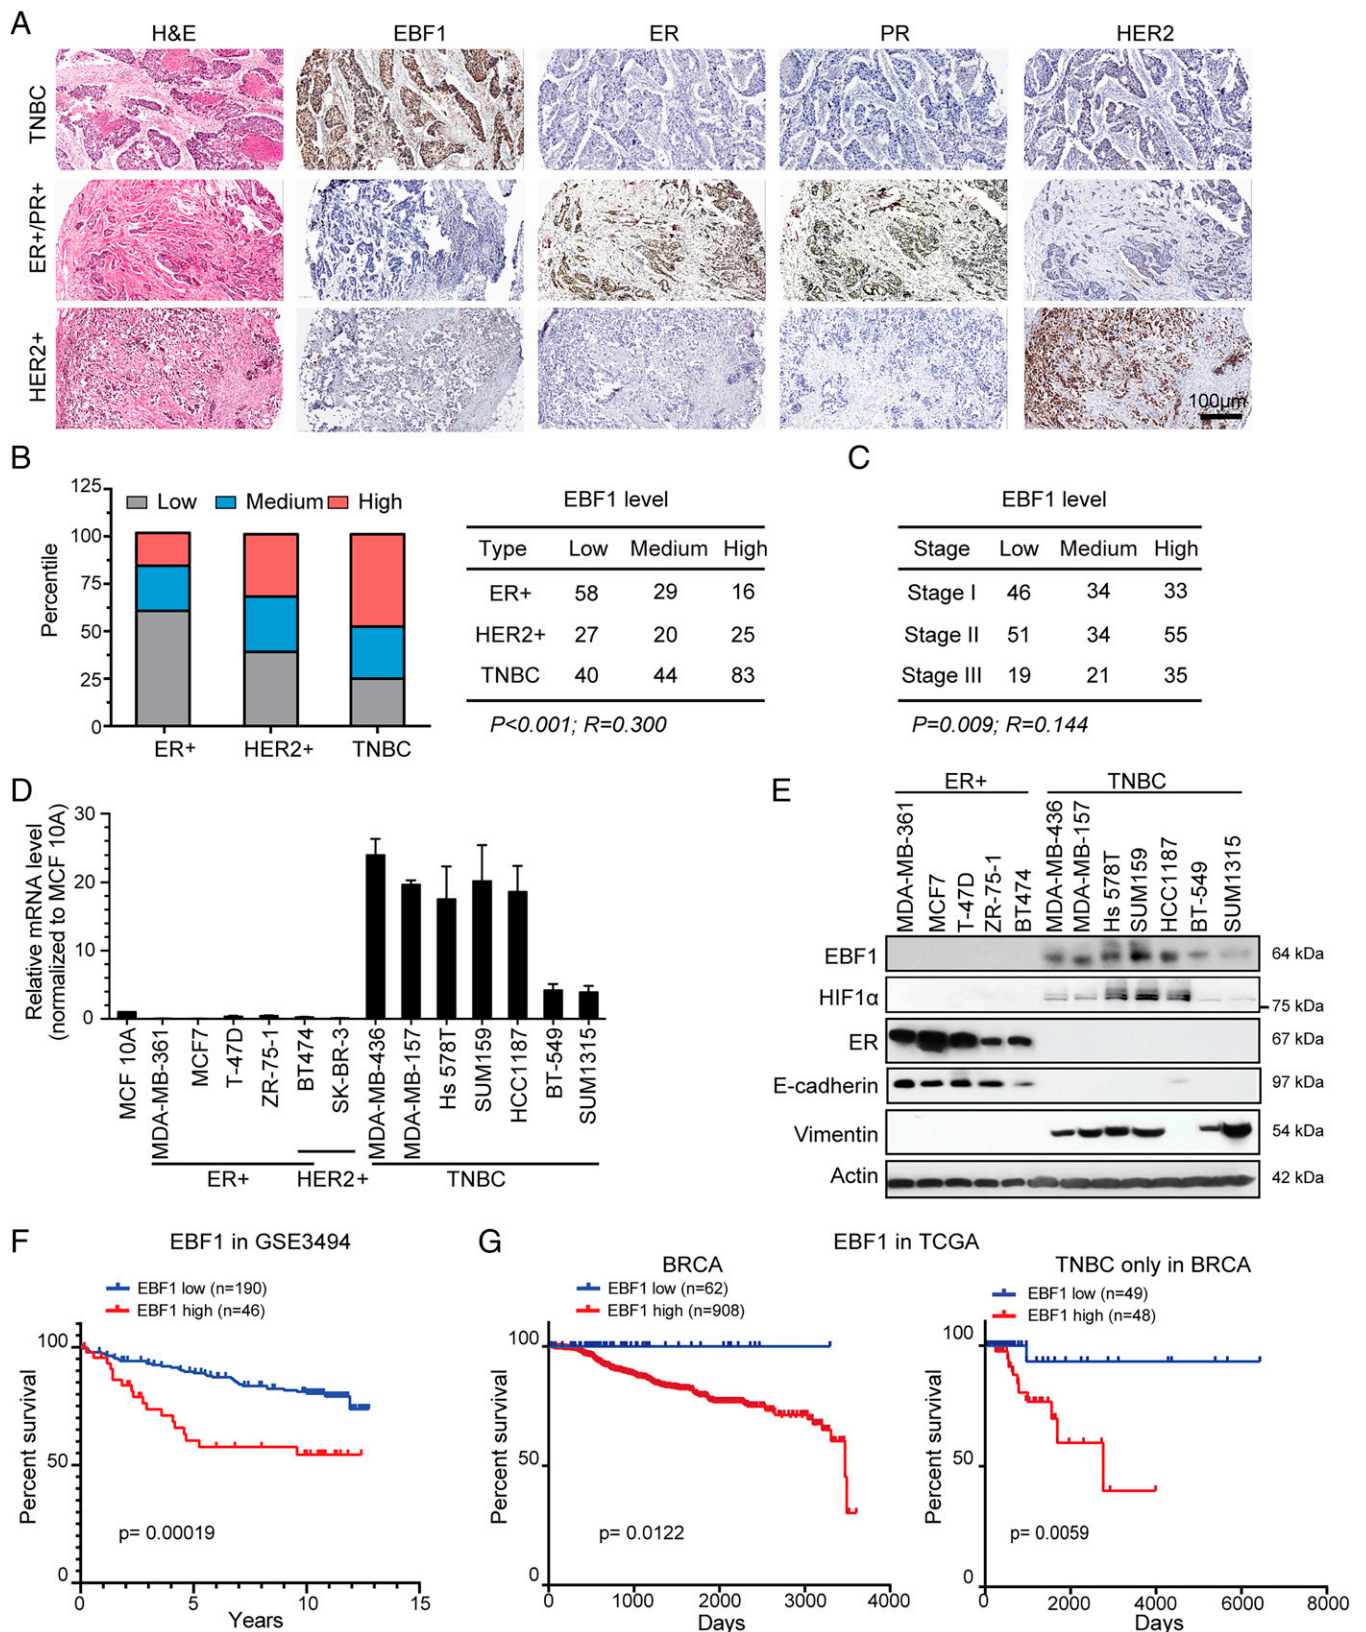 A
H&E EBF1 ER PR HER2
TNBC
ER+/PR+
HER2+
100μm
B
125
100
75
50
25
0
Percentile
Low Medium High
ER+ HER2+ TNBC
EBF1 level
Type Low Medium High
ER+ 58 29 16
HER2+ 27 20 25
TNBC 40 44 83
P<0.001; R=0.300
C
EBF1 level
Stage Low Medium High
Stage I 46 34 33
Stage II 51 34 55
Stage III 19 21 35
P=0.009; R=0.144
D
Relative mRNA level
(normalized to MCF 10A)
30
20
10
0
MCF 10A
MDA-MB-361
MCF7
T-47D
ZR-75-1
BT474
SK-BR-3
MDA-MB-436
MDA-MB-157
Hs 578T
SUM159
HCC1187
BT-549
SUM1315
ER+ HER2+ TNBC
E
ER+ TNBC
MDA-MB-361
MCF7
T-47D
ZR-75-1
BT474
MDA-MB-436
MDA-MB-157
Hs 578T
SUM159
HCC1187
BT-549
SUM1315
EBF1 64 kDa
HIF1α 75 kDa
ER 67 kDa
E-cadherin 97 kDa
Vimentin 54 kDa
Actin 42 kDa
F
EBF1 in GSE3494
EBF1 low (n=190)
EBF1 high (n=46)
Percent survival
100
50
0
p= 0.00019
0 5 10 15
Years
G
EBF1 in TCGA
BRCA
EBF1 low (n=62)
EBF1 high (n=908)
Percent survival
100
50
0
p= 0.0122
0 1000 2000 3000 4000
Days
TNBC only in BRCA
EBF1 low (n=49)
EBF1 high (n=48)
Percent survival
100
50
0
p= 0.0059
0 2000 4000 6000 8000
Days